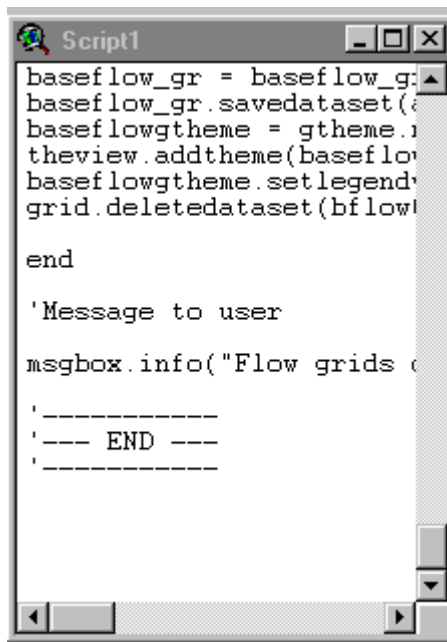 Script1
baseflow_gr = baseflow_g
baseflow_gr.savedataset(
baseflowgtheme = gtheme.
theview.addtheme(baseflo
baseflowgtheme.setlegend
grid.deletedataset(bflow
end
'Message to user
msgbox.info("Flow grids
'___________
'--- END ---
'___________